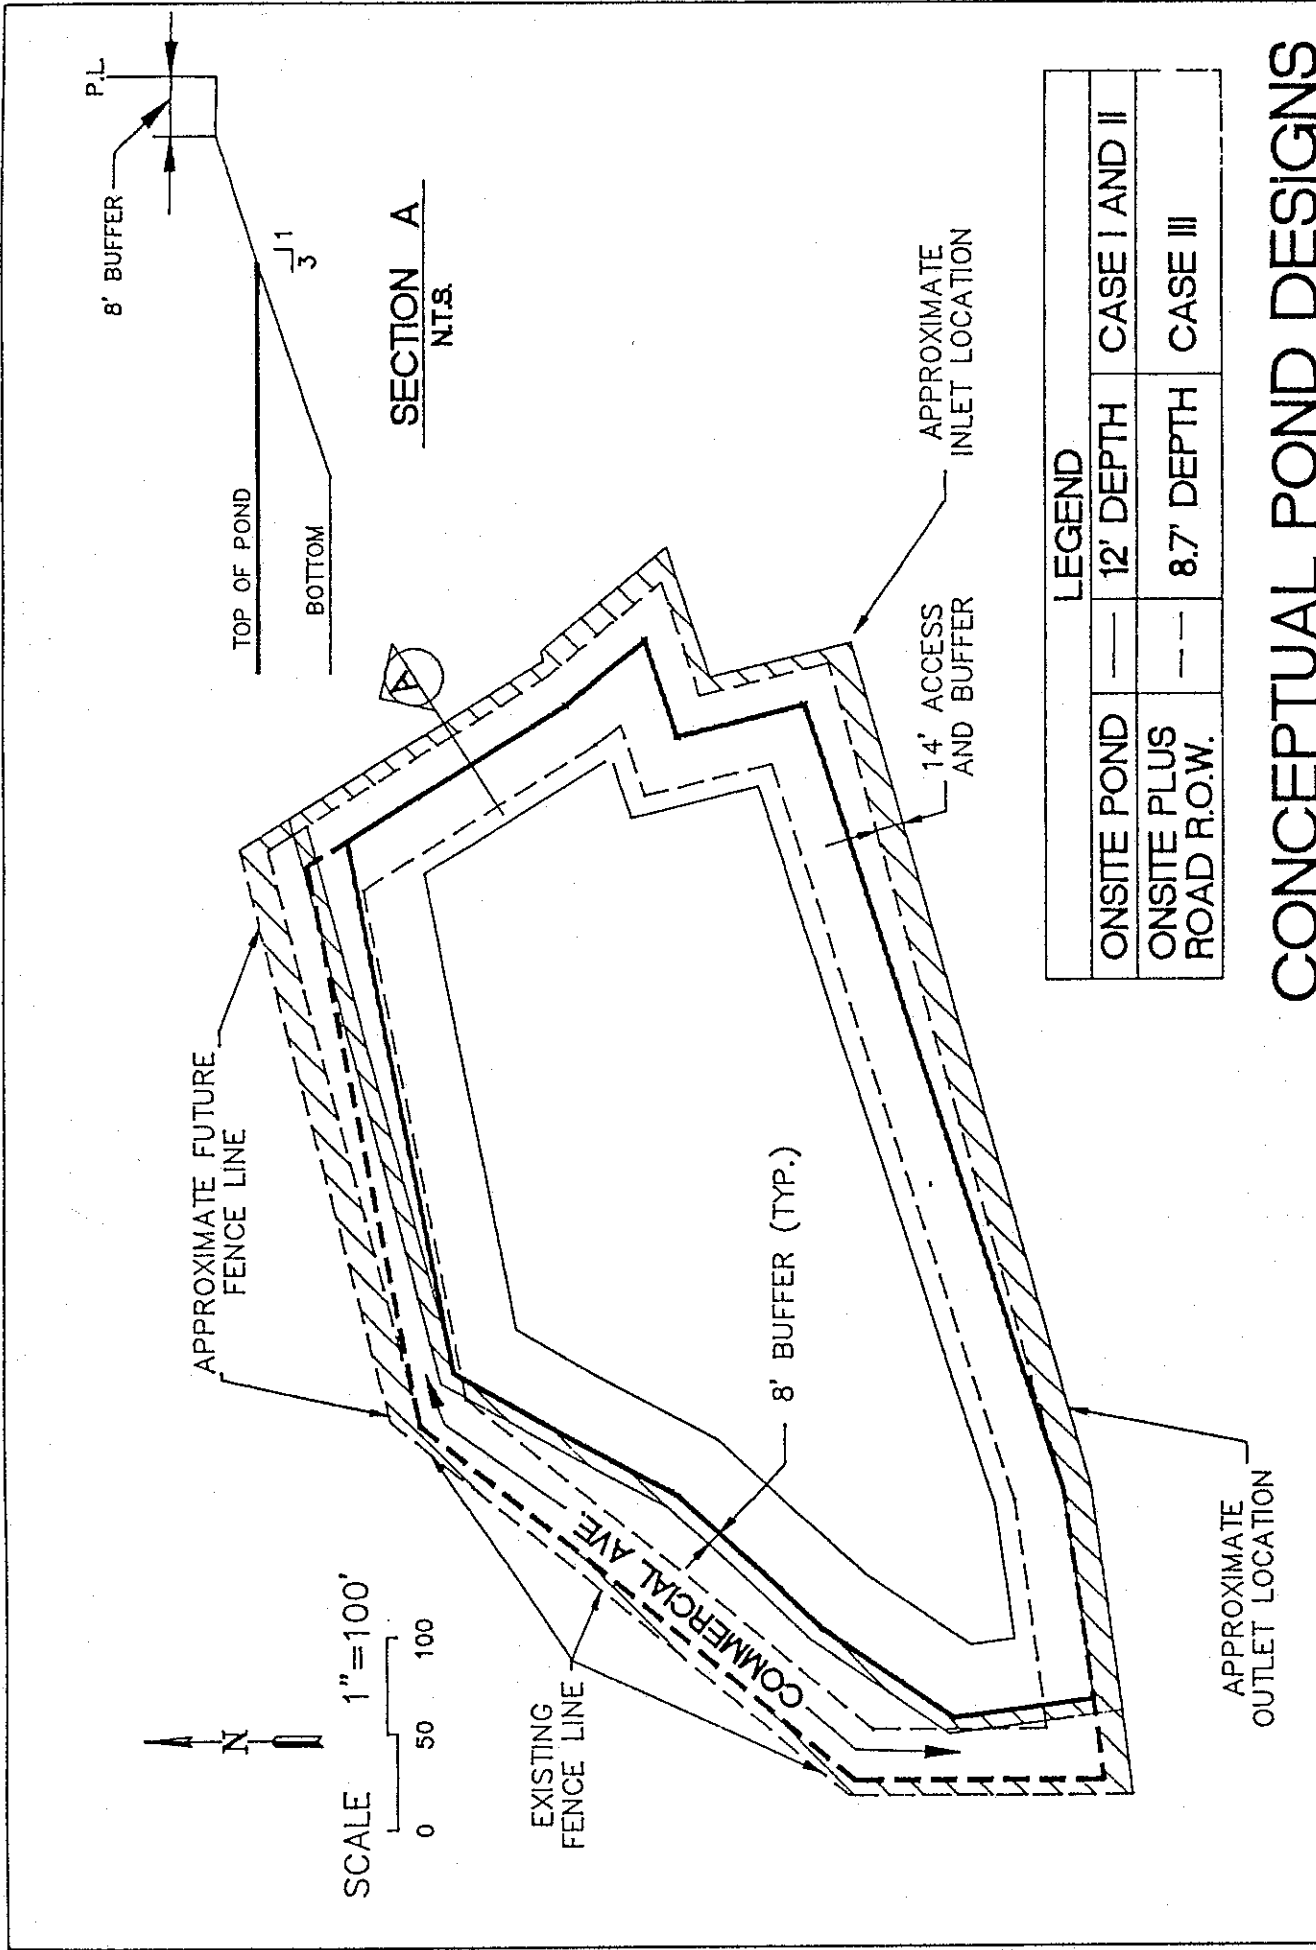 P.L.
8' BUFFER
TOP OF POND
BOTTOM
1
3
SECTION A
N.T.S.
N
SCALE 1"=100'
0 50 100
APPROXIMATE FUTURE
FENCE LINE
EXISTING
FENCE LINE
COMMERCIAL AVE.
8' BUFFER (TYP.)
A
APPROXIMATE
INLET LOCATION
14' ACCESS
AND BUFFER
APPROXIMATE
OUTLET LOCATION
LEGEND
ONSITE POND 12' DEPTH CASE I AND II
ONSITE PLUS
ROAD R.O.W. 8.7' DEPTH CASE III
CONCEPTUAL POND DESIGNS